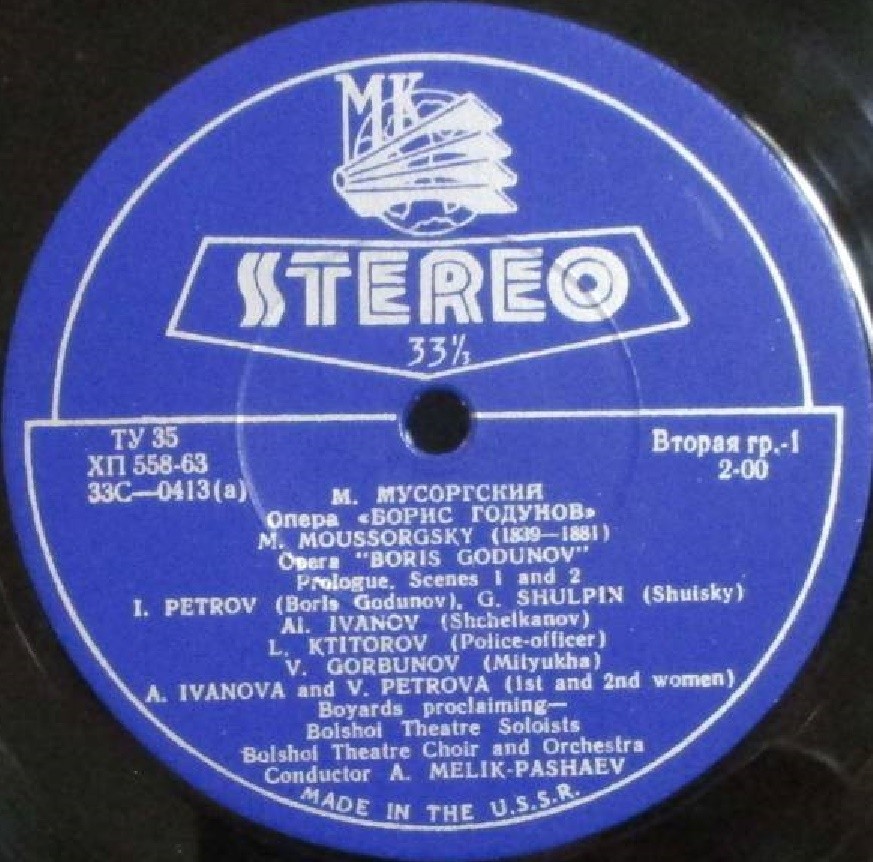 МК
STEREO
33⅓
ТУ 35
ХП 558-63
33С—0413(а)
Вторая гр.-1
2-00
М. МУСОРГСКИЙ
Опера «БОРИС ГОДУНОВ»
M. MOUSSORGSKY (1839—1881)
Opera "BORIS GODUNOV"
Prologue. Scenes 1 and 2
I. PETROV (Boris Godunov), G. SHULPIN (Shuisky)
Al. IVANOV (Shchelkanov)
L. KTITOROV (Police-officer)
V. GORBUNOV (Mityukha)
A. IVANOVA and V. PETROVA (1st and 2nd women)
Boyards proclaiming—
Bolshoi Theatre Soloists
Bolshoi Theatre Choir and Orchestra
Conductor A. MELIK-PASHAEV
MADE IN THE U.S.S.R.